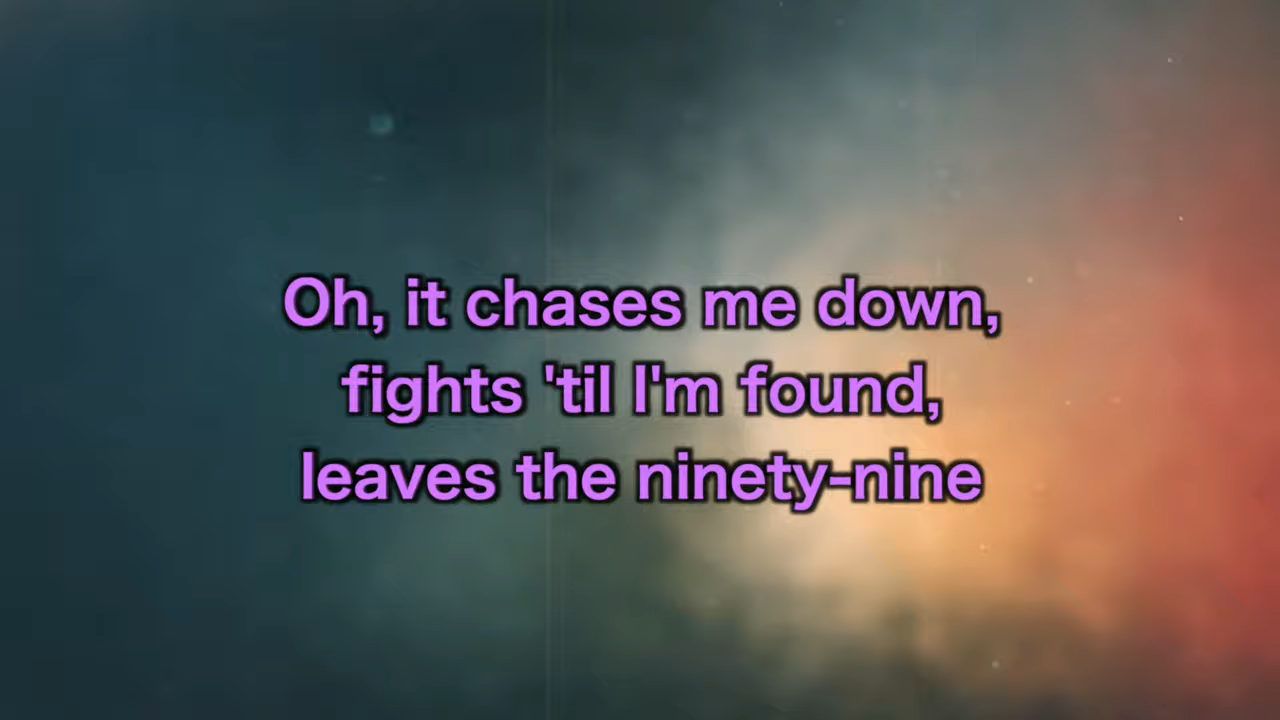 Oh, it chases me down,
fights 'til I'm found,
leaves the ninety-nine